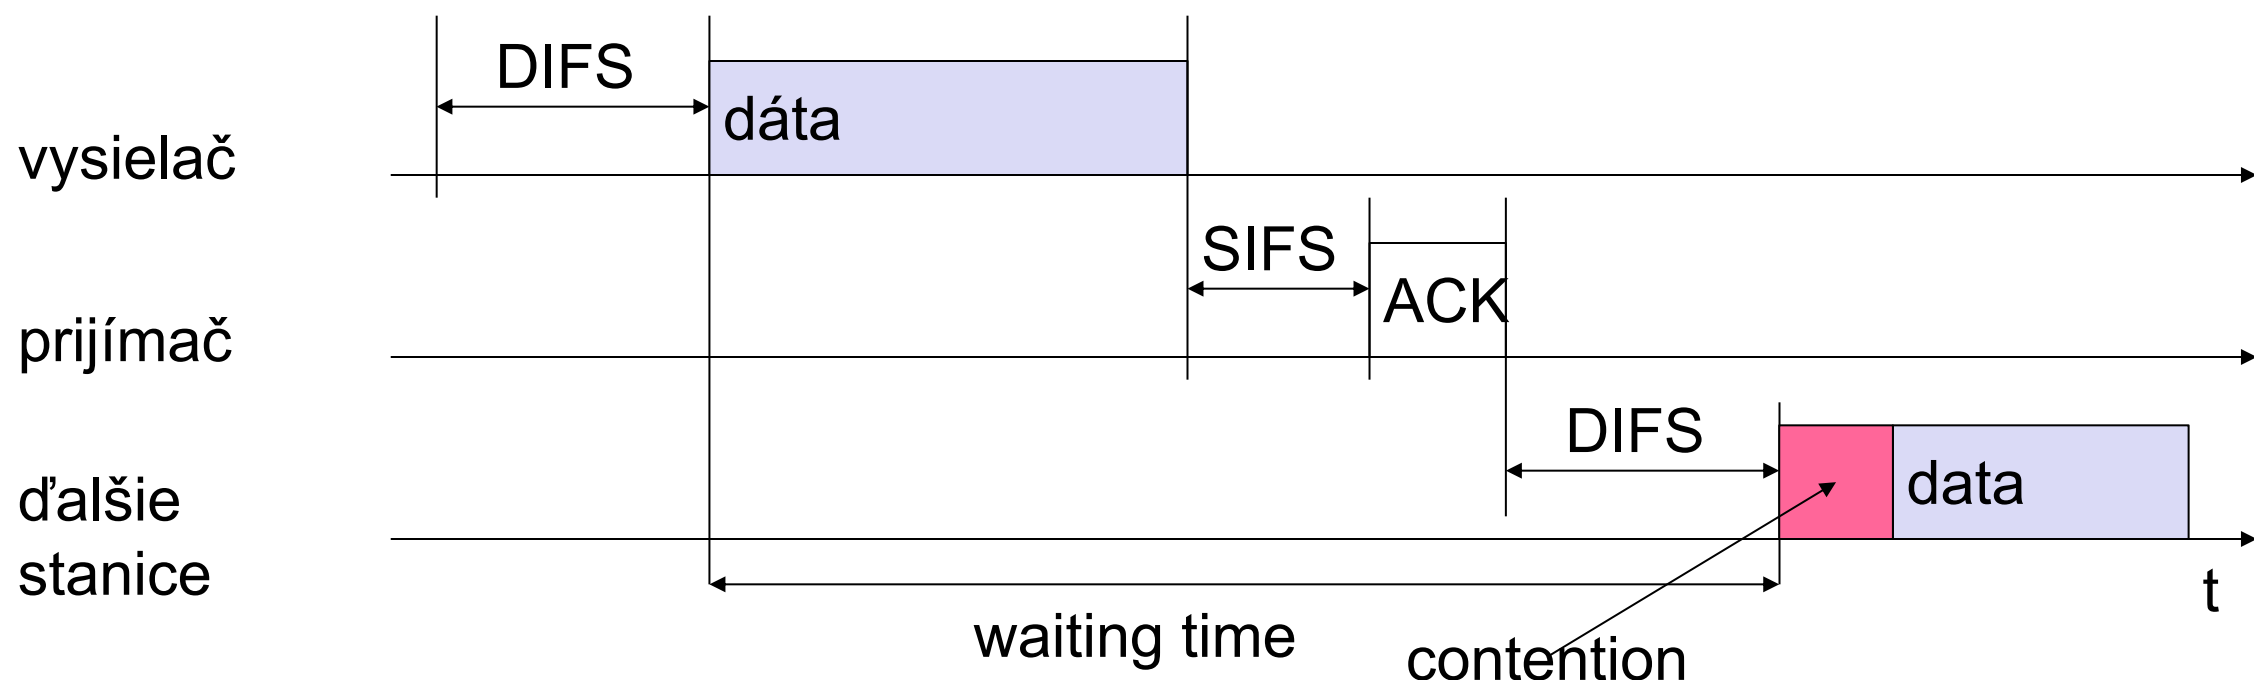 DIFS
dáta
vysielač
SIFS
ACK
prijímač
DIFS
data
ďalšie
stanice
t
waiting time
contention